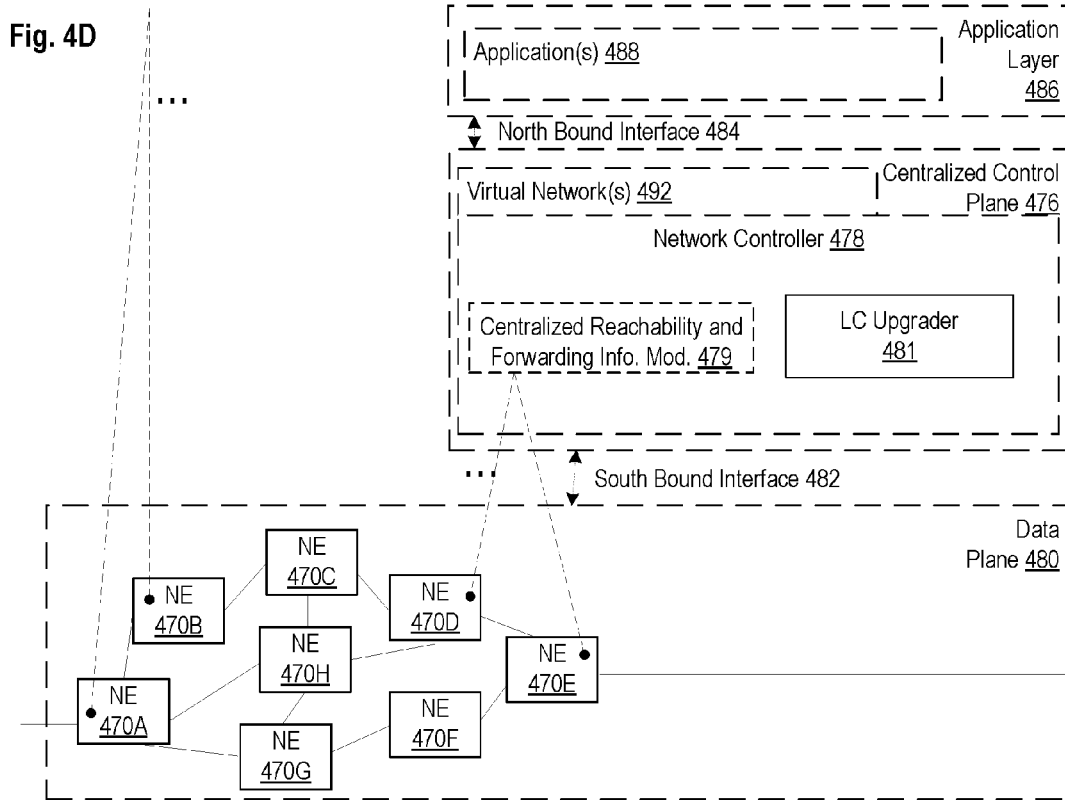 Fig. 4D
Application(s) 488
Application
Layer
486
North Bound Interface 484
Virtual Network(s) 492
Centralized Control
Plane 476
Network Controller 478
Centralized Reachability and
Forwarding Info. Mod. 479
LC Upgrader
481
South Bound Interface 482
Data
Plane 480
NE
470C
NE
470B
NE
470D
NE
470H
NE
470E
NE
470A
NE
470F
NE
470G